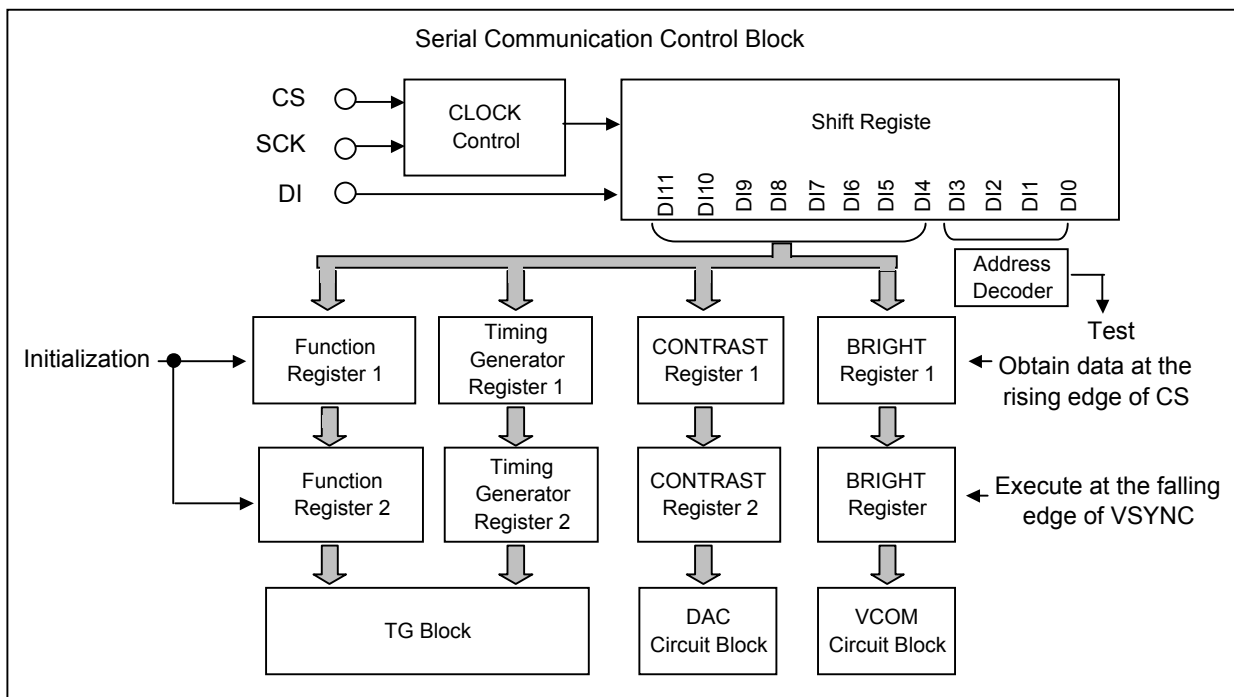 Serial Communication Control Block
CS
SCK
DI
CLOCK
Control
Shift Registe
DI11
DI10
DI9
DI8
DI7
DI6
DI5
DI4
DI3
DI2
DI1
DI0
Address
Decoder
Test
Initialization
Function
Register 1
Timing
Generator
Register 1
CONTRAST
Register 1
BRIGHT
Register 1
Obtain data at the
rising edge of CS
Function
Register 2
Timing
Generator
Register 2
CONTRAST
Register 2
BRIGHT
Register
Execute at the falling
edge of VSYNC
TG Block
DAC
Circuit Block
VCOM
Circuit Block